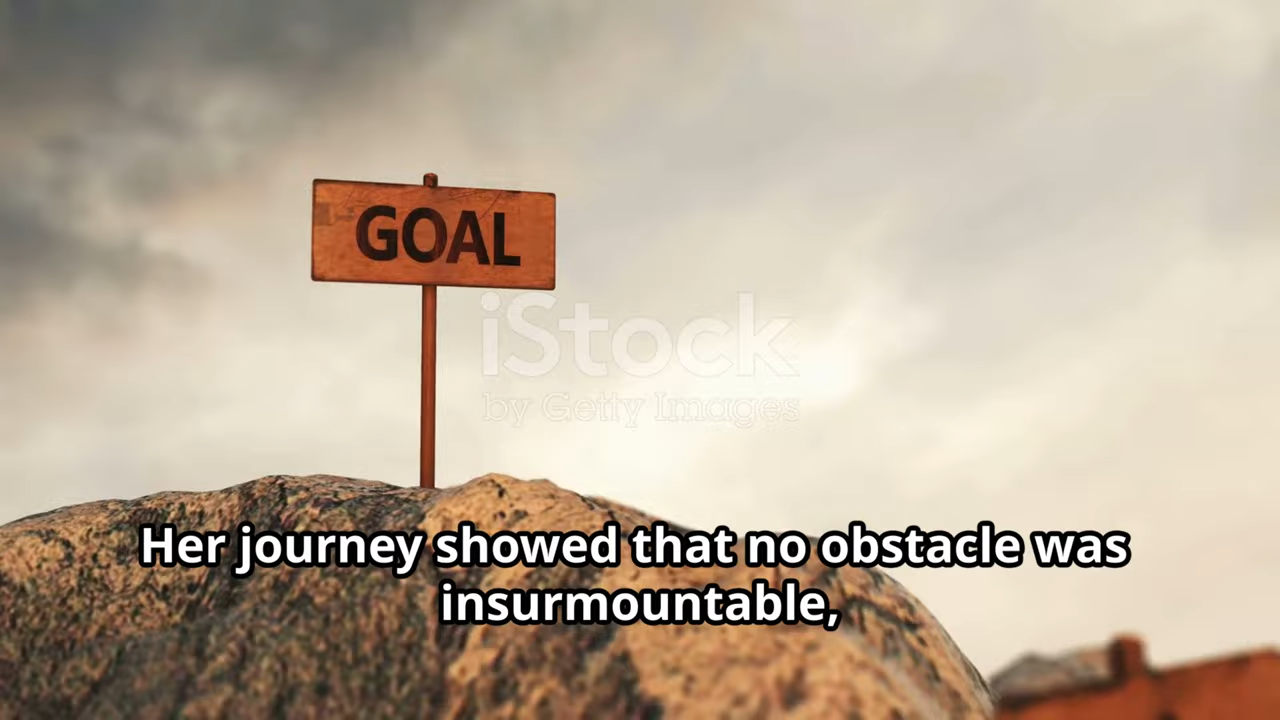 GOAL
iStock
by Getty Images
Her journey showed that no obstacle was
insurmountable,